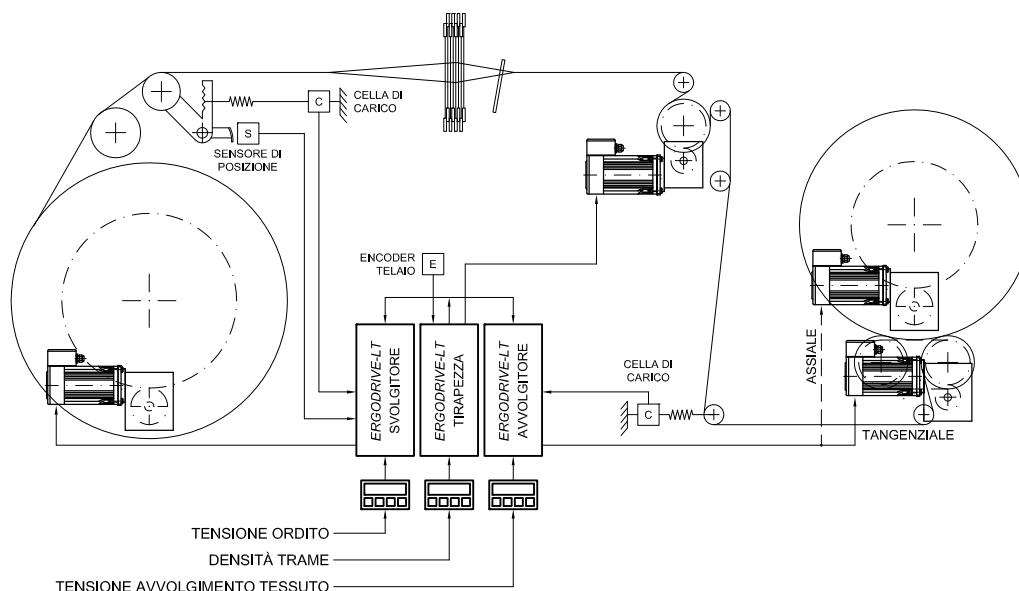 C
CELLA DI
CARICO
S
SENSORE DI
POSIZIONE
ENCODER
TELAIO
E
ERGODRIVE-LT
SVOLGITORE
ERGODRIVE-LT
TIRAPEZZA
ERGODRIVE-LT
AVVOLGITORE
CELLA DI
CARICO
C
ASSIALE
TANGENZIALE
TENSIONE ORDITO
DENSITÀ TRAME
TENSIONE AVVOLGIMENTO TESSUTO